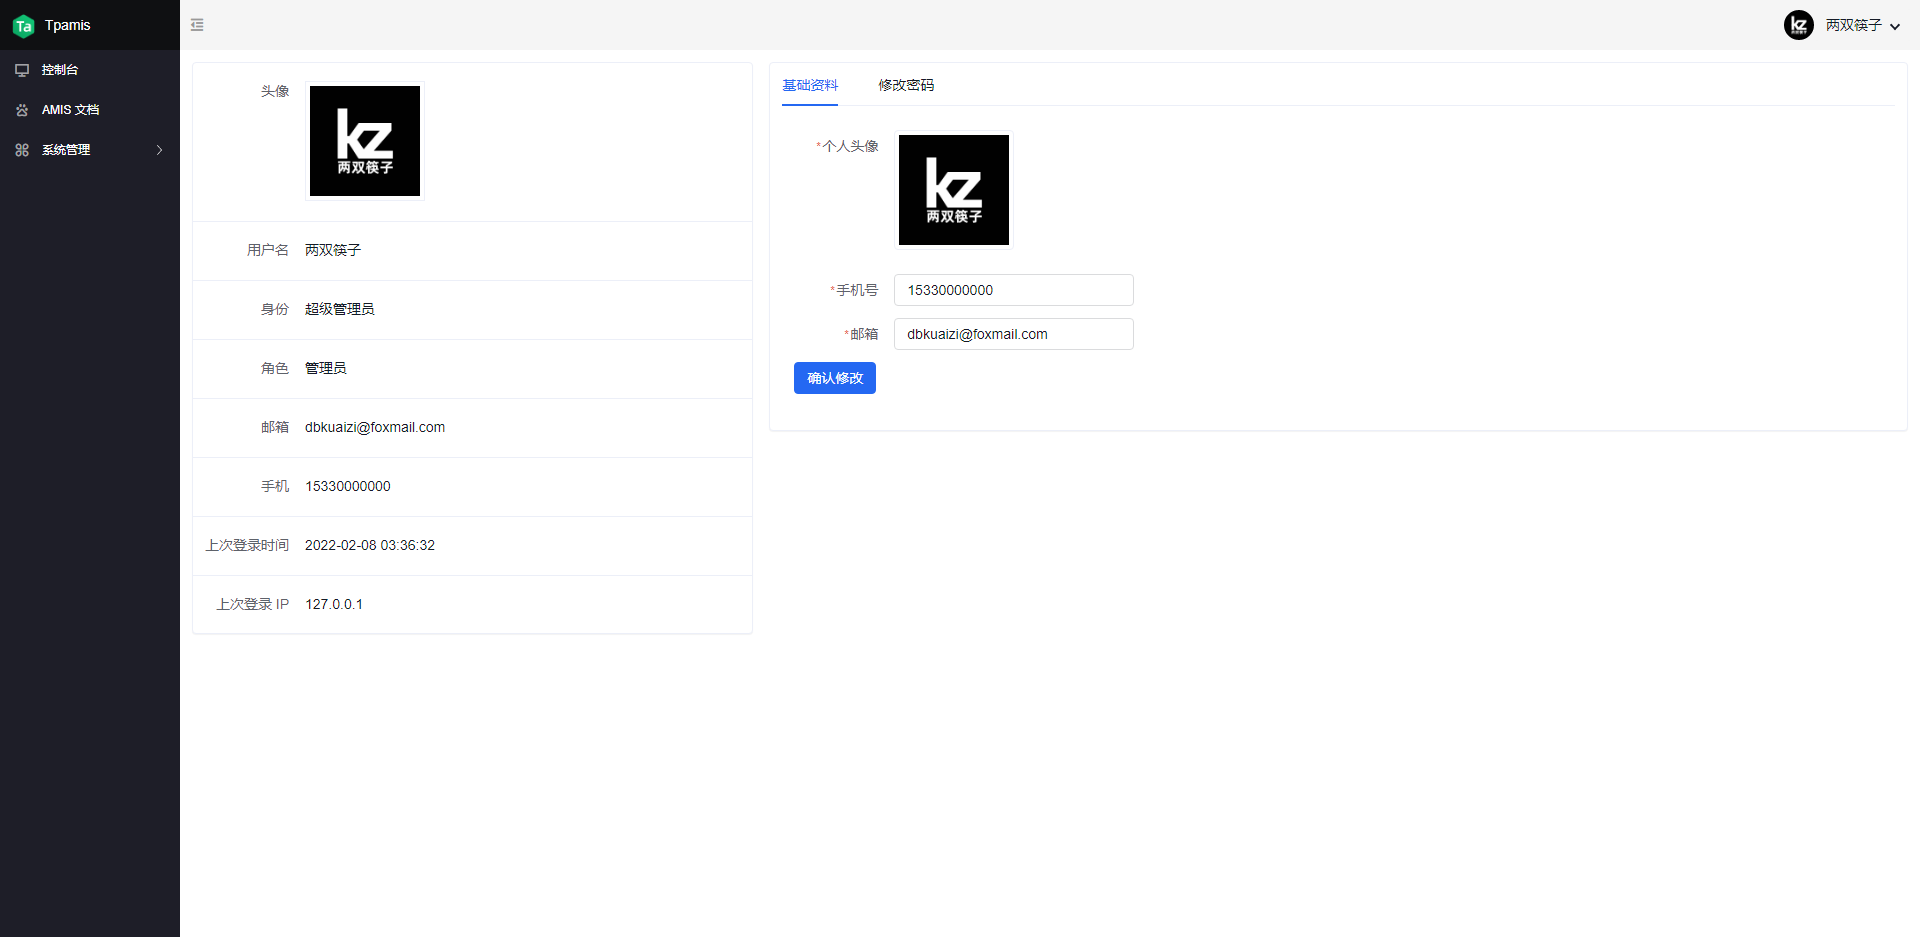 Ta Tpamis
两双筷子
控制台
AMIS 文档
系统管理
头像
kz
两双筷子
用户名 两双筷子
身份 超级管理员
角色 管理员
邮箱 dbkuaizi@foxmail.com
手机 15330000000
上次登录时间 2022-02-08 03:36:32
上次登录 IP 127.0.0.1
基础资料 修改密码
*个人头像
kz
两双筷子
*手机号 15330000000
*邮箱 dbkuaizi@foxmail.com
确认修改